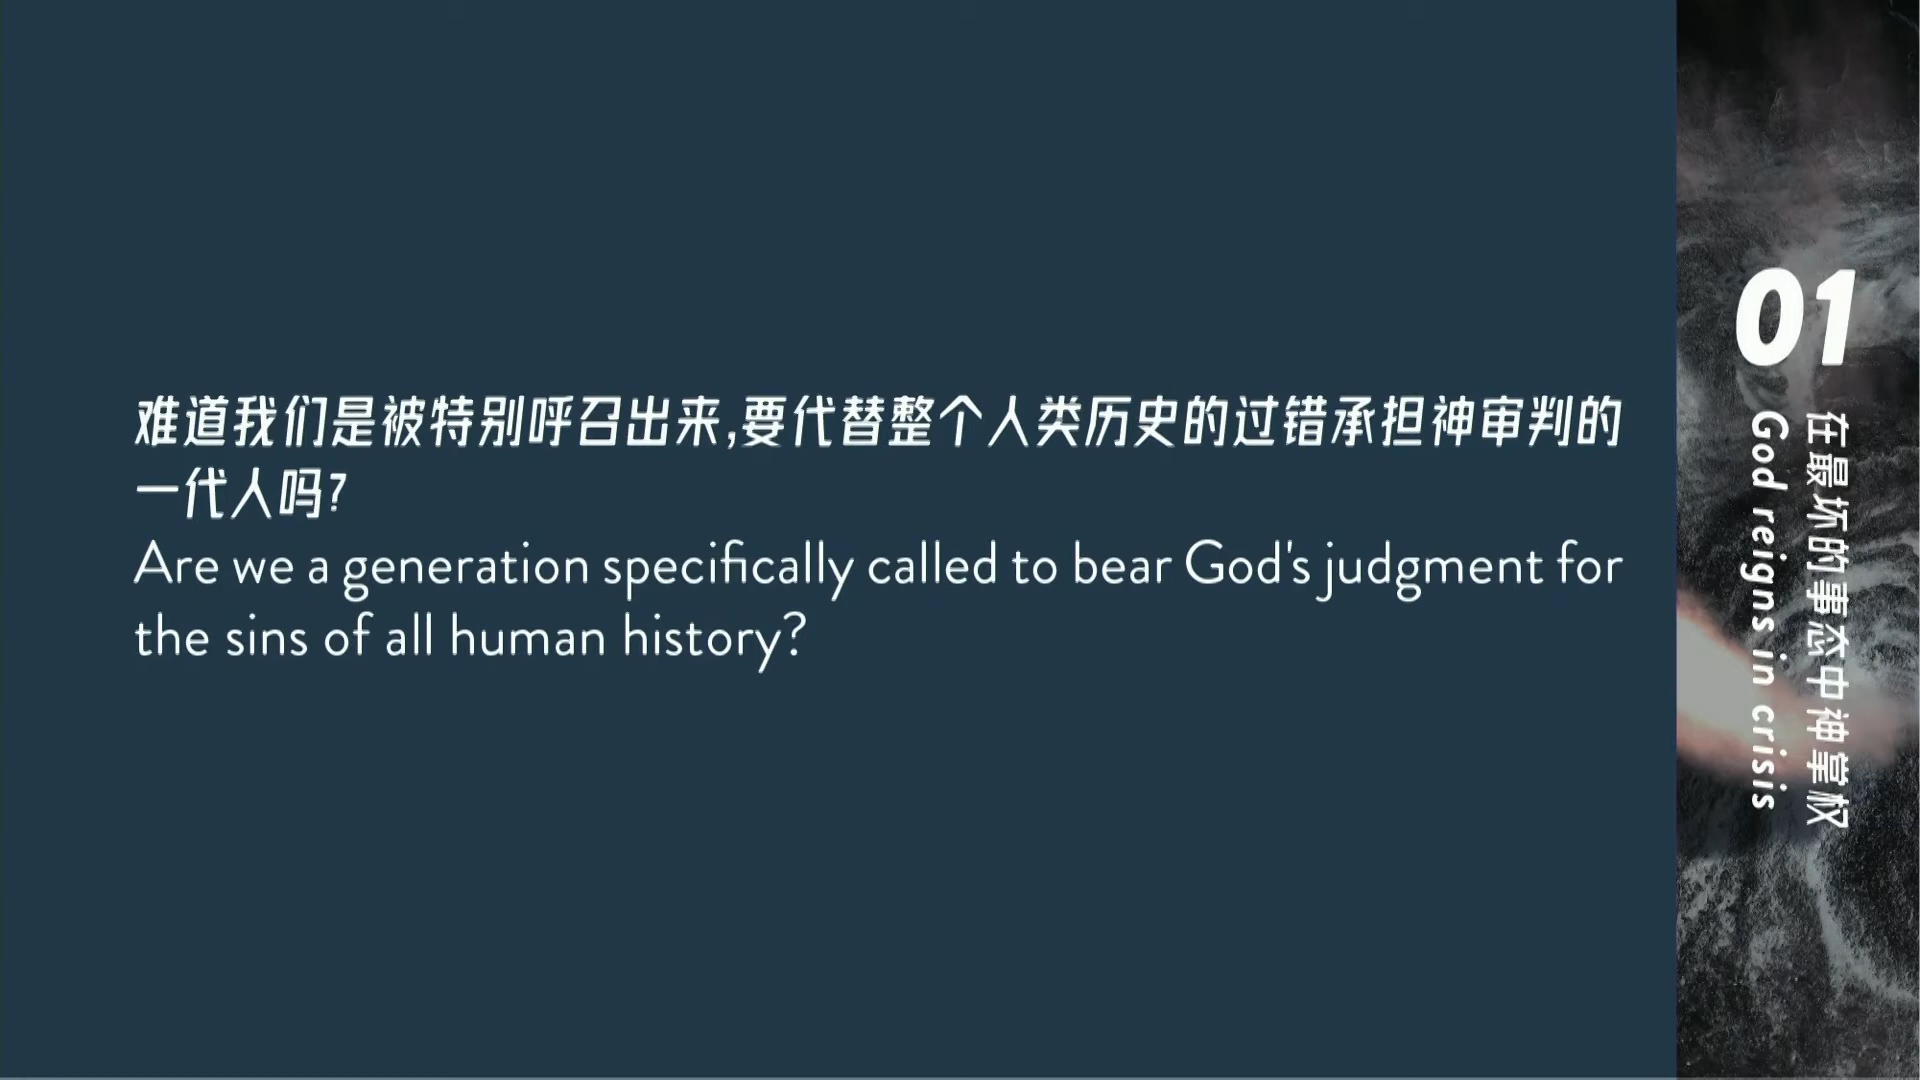 难道我们是被特别呼召出来,要代替整个人类历史的过错承担神审判的
一代人吗?
Are we a generation specifically called to bear God's judgment for
the sins of all human history?
01
在最坏的事态中神掌权
God reigns in crisis